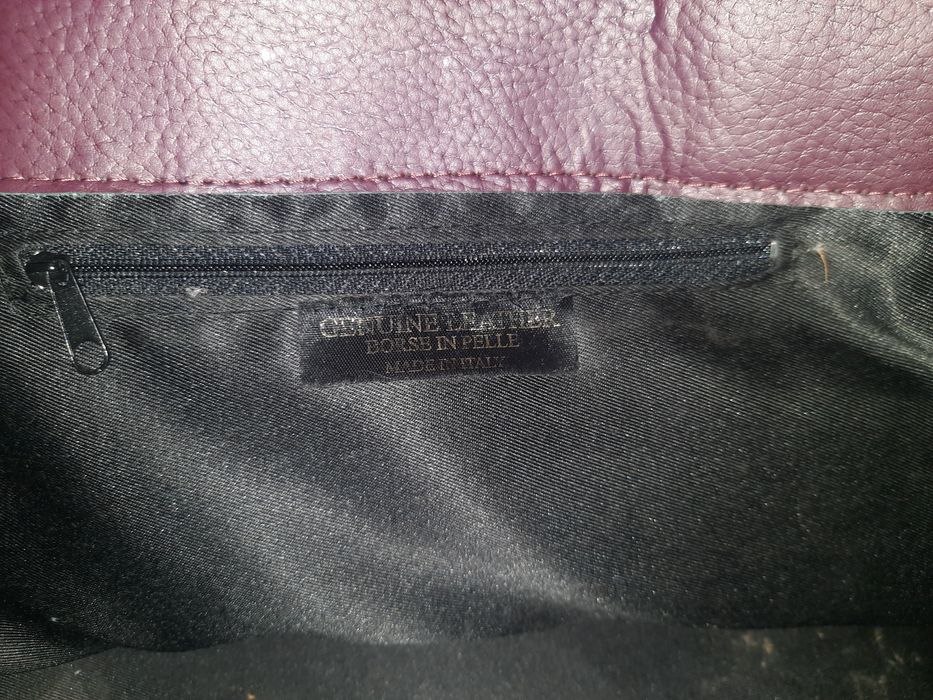 GENUINE LEATHER
BORSE IN PELLE
MADE IN ITALY